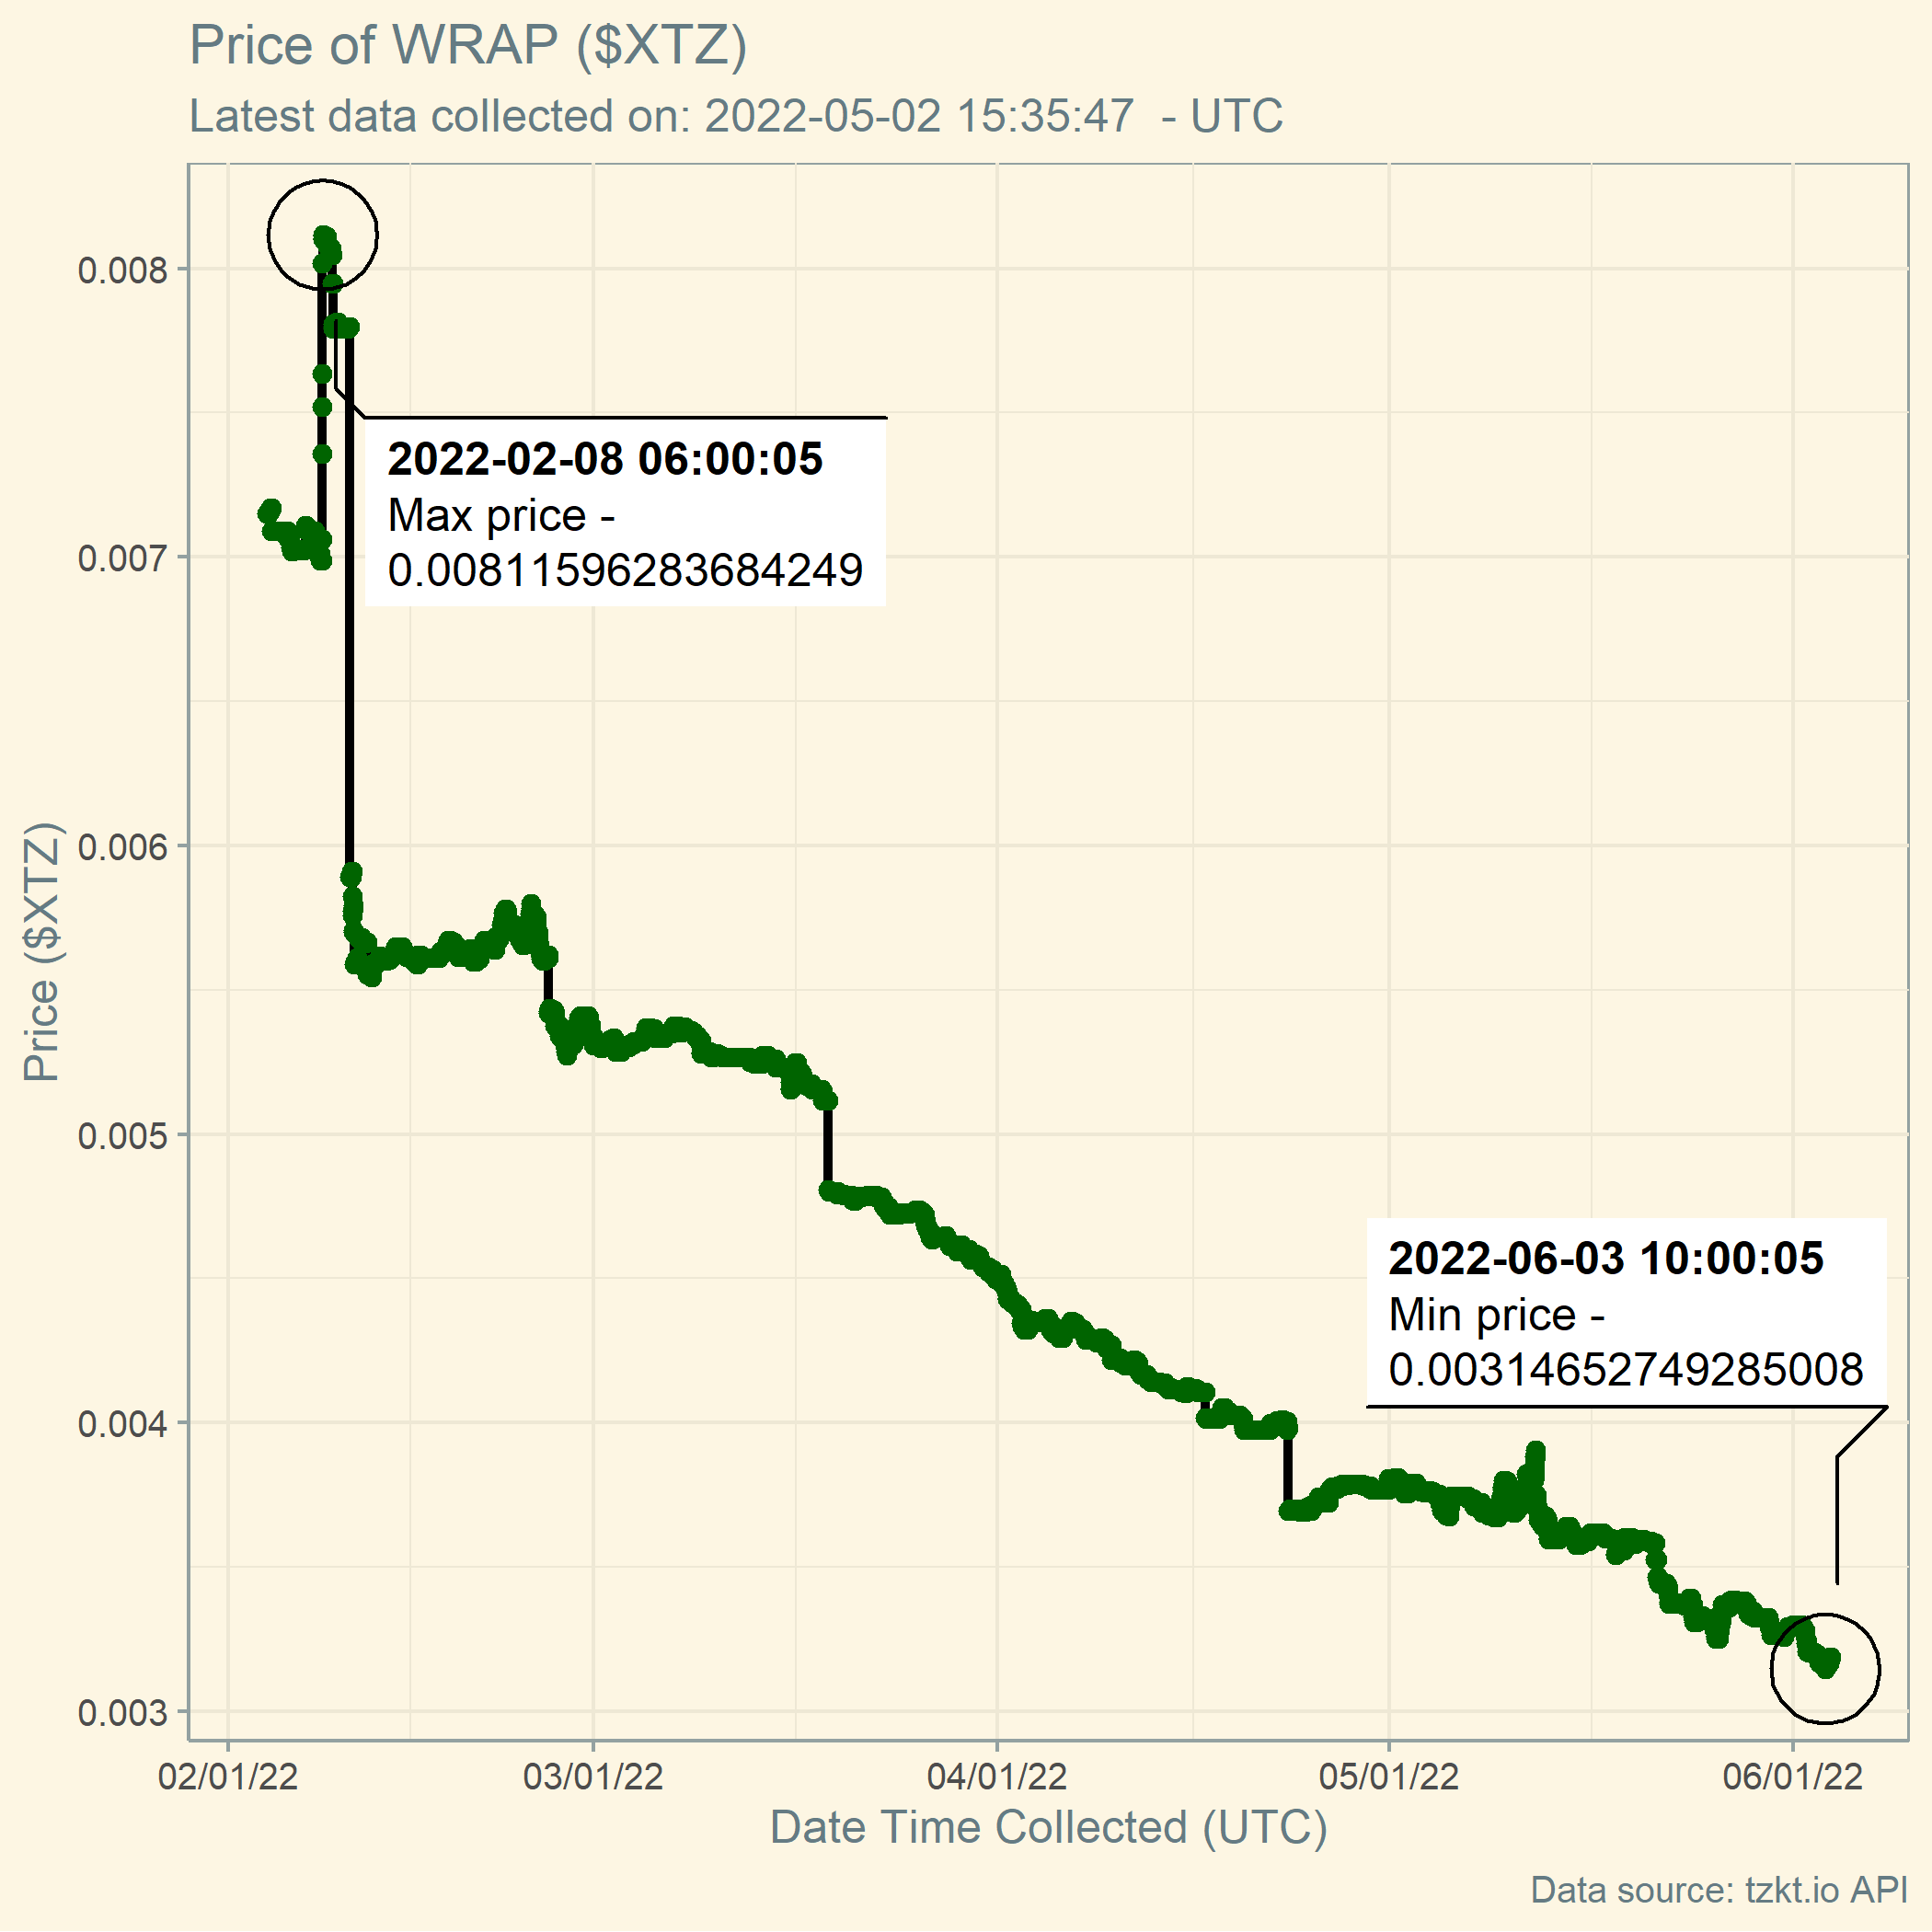 Price of WRAP ($XTZ)
Latest data collected on: 2022-05-02 15:35:47  - UTC
Price ($XTZ)
0.008
0.007
0.006
0.005
0.004
0.003
2022-02-08 06:00:05
Max price -
0.008115962836842​49
2022-06-03 10:00:05
Min price -
0.00314652749285008
02/01/22
03/01/22
04/01/22
05/01/22
06/01/22
Date Time Collected (UTC)
Data source: tzkt.io API